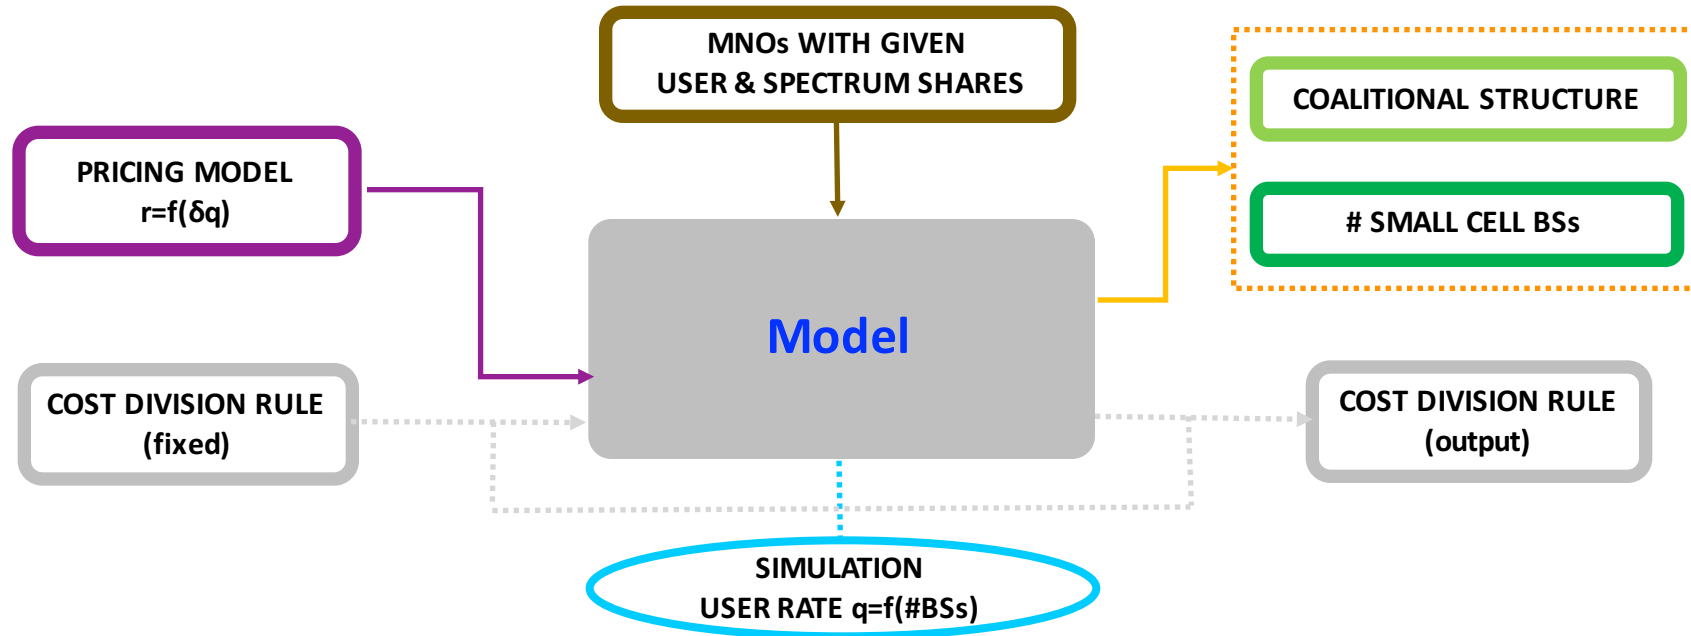 MNOs WITH GIVEN
USER & SPECTRUM SHARES
COALITIONAL STRUCTURE
# SMALL CELL BSs
PRICING MODEL
r=f(δq)
Model
COST DIVISION RULE
(fixed)
COST DIVISION RULE
(output)
SIMULATION
USER RATE q=f(#BSs)